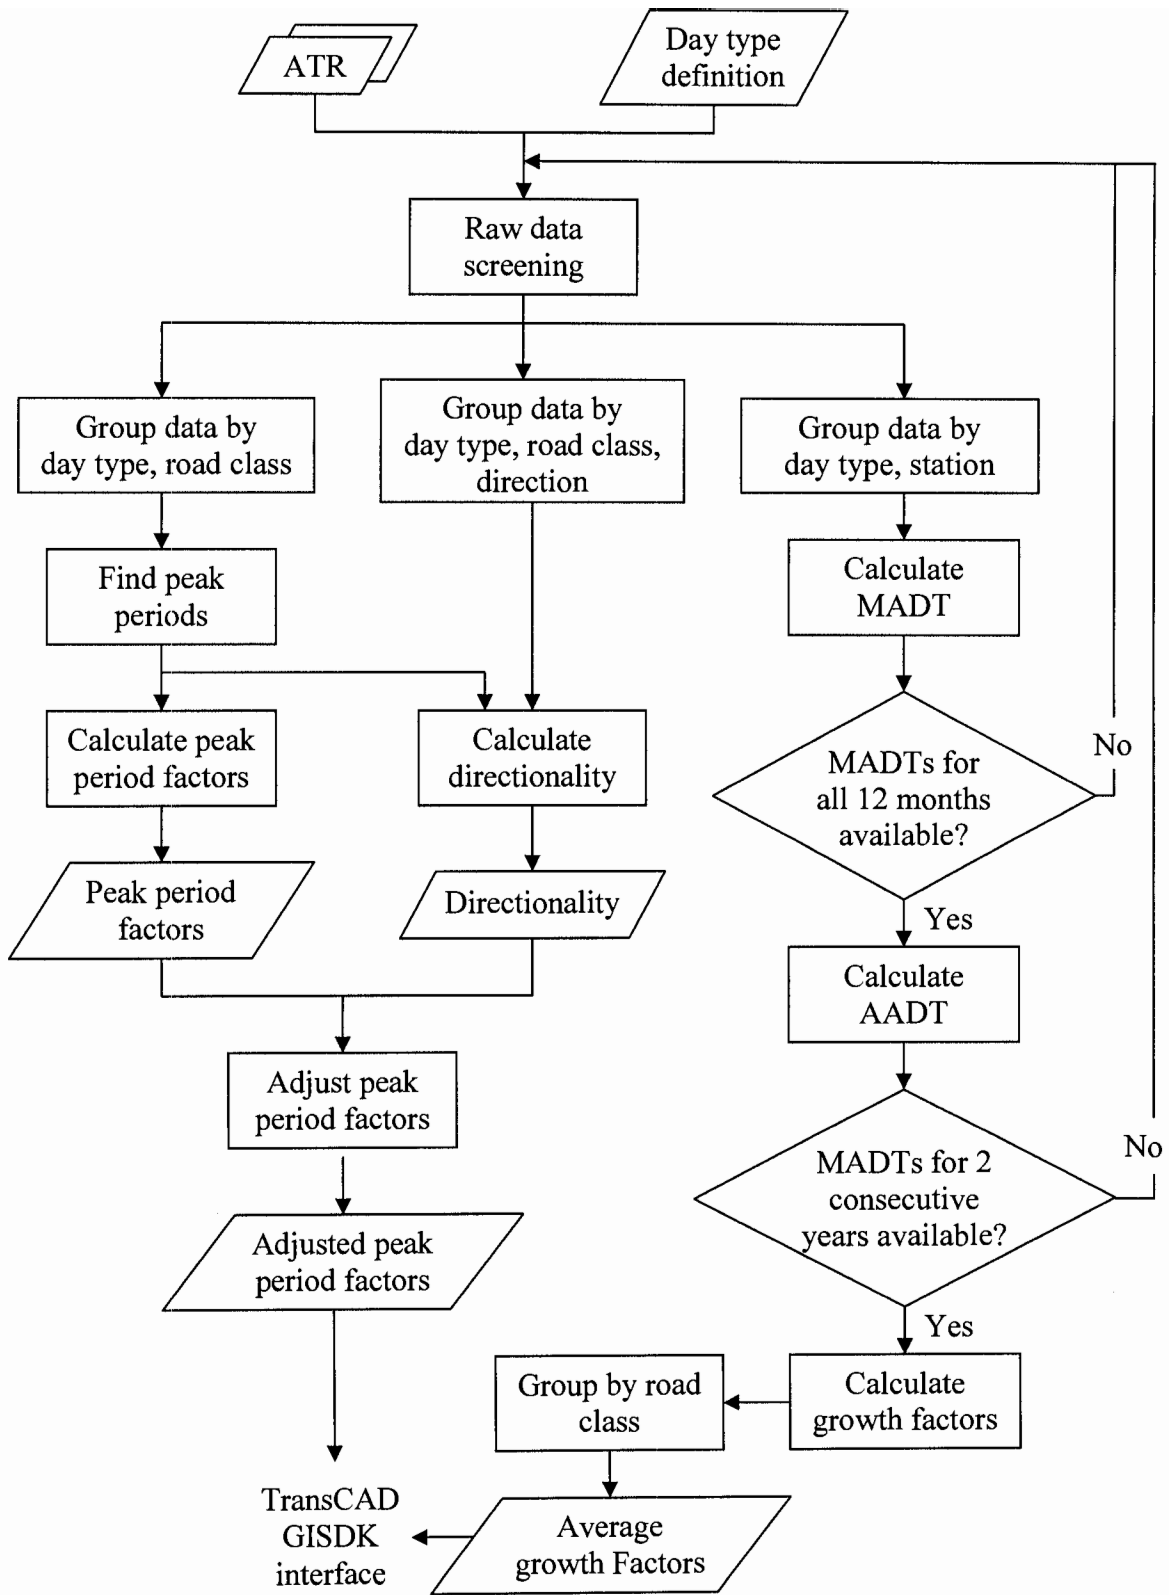 ATR
Day type
definition
Raw data
screening
Group data by
day type, road class
Group data by
day type, road class,
direction
Group data by
day type, station
Find peak
periods
Calculate
MADT
Calculate peak
period factors
Calculate
directionality
MADTs for
all 12 months
available?
No
Peak period
factors
Directionality
Yes
Calculate
AADT
Adjust peak
period factors
MADTs for 2
consecutive
years available?
No
Adjusted peak
period factors
Yes
Group by road
class
Calculate
growth factors
TransCAD
GISDK
interface
Average
growth Factors